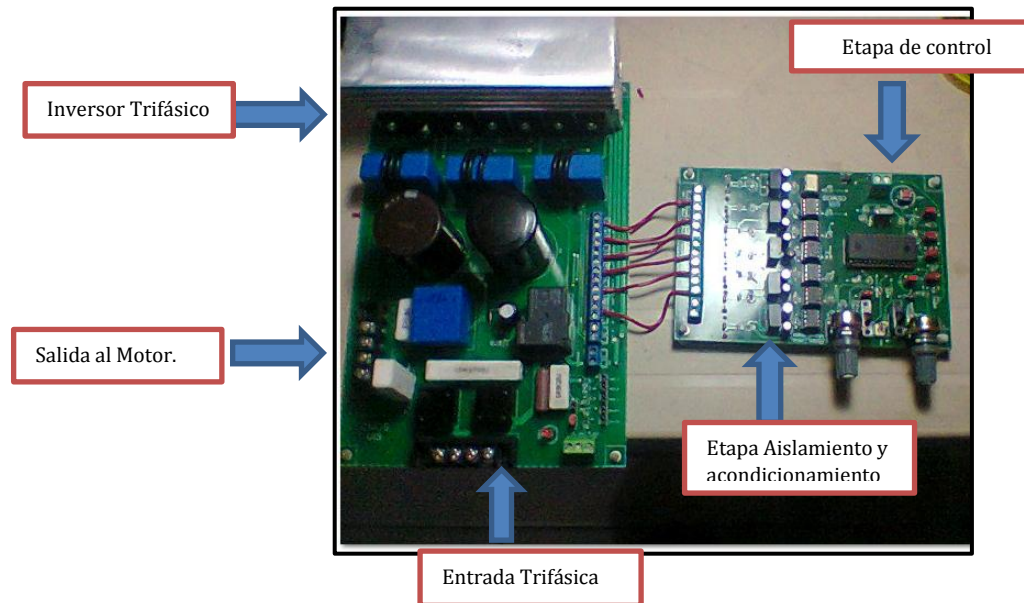 Etapa de control
Inversor Trifásico
Salida al Motor.
Etapa Aislamiento y
acondicionamiento
Entrada Trifásica